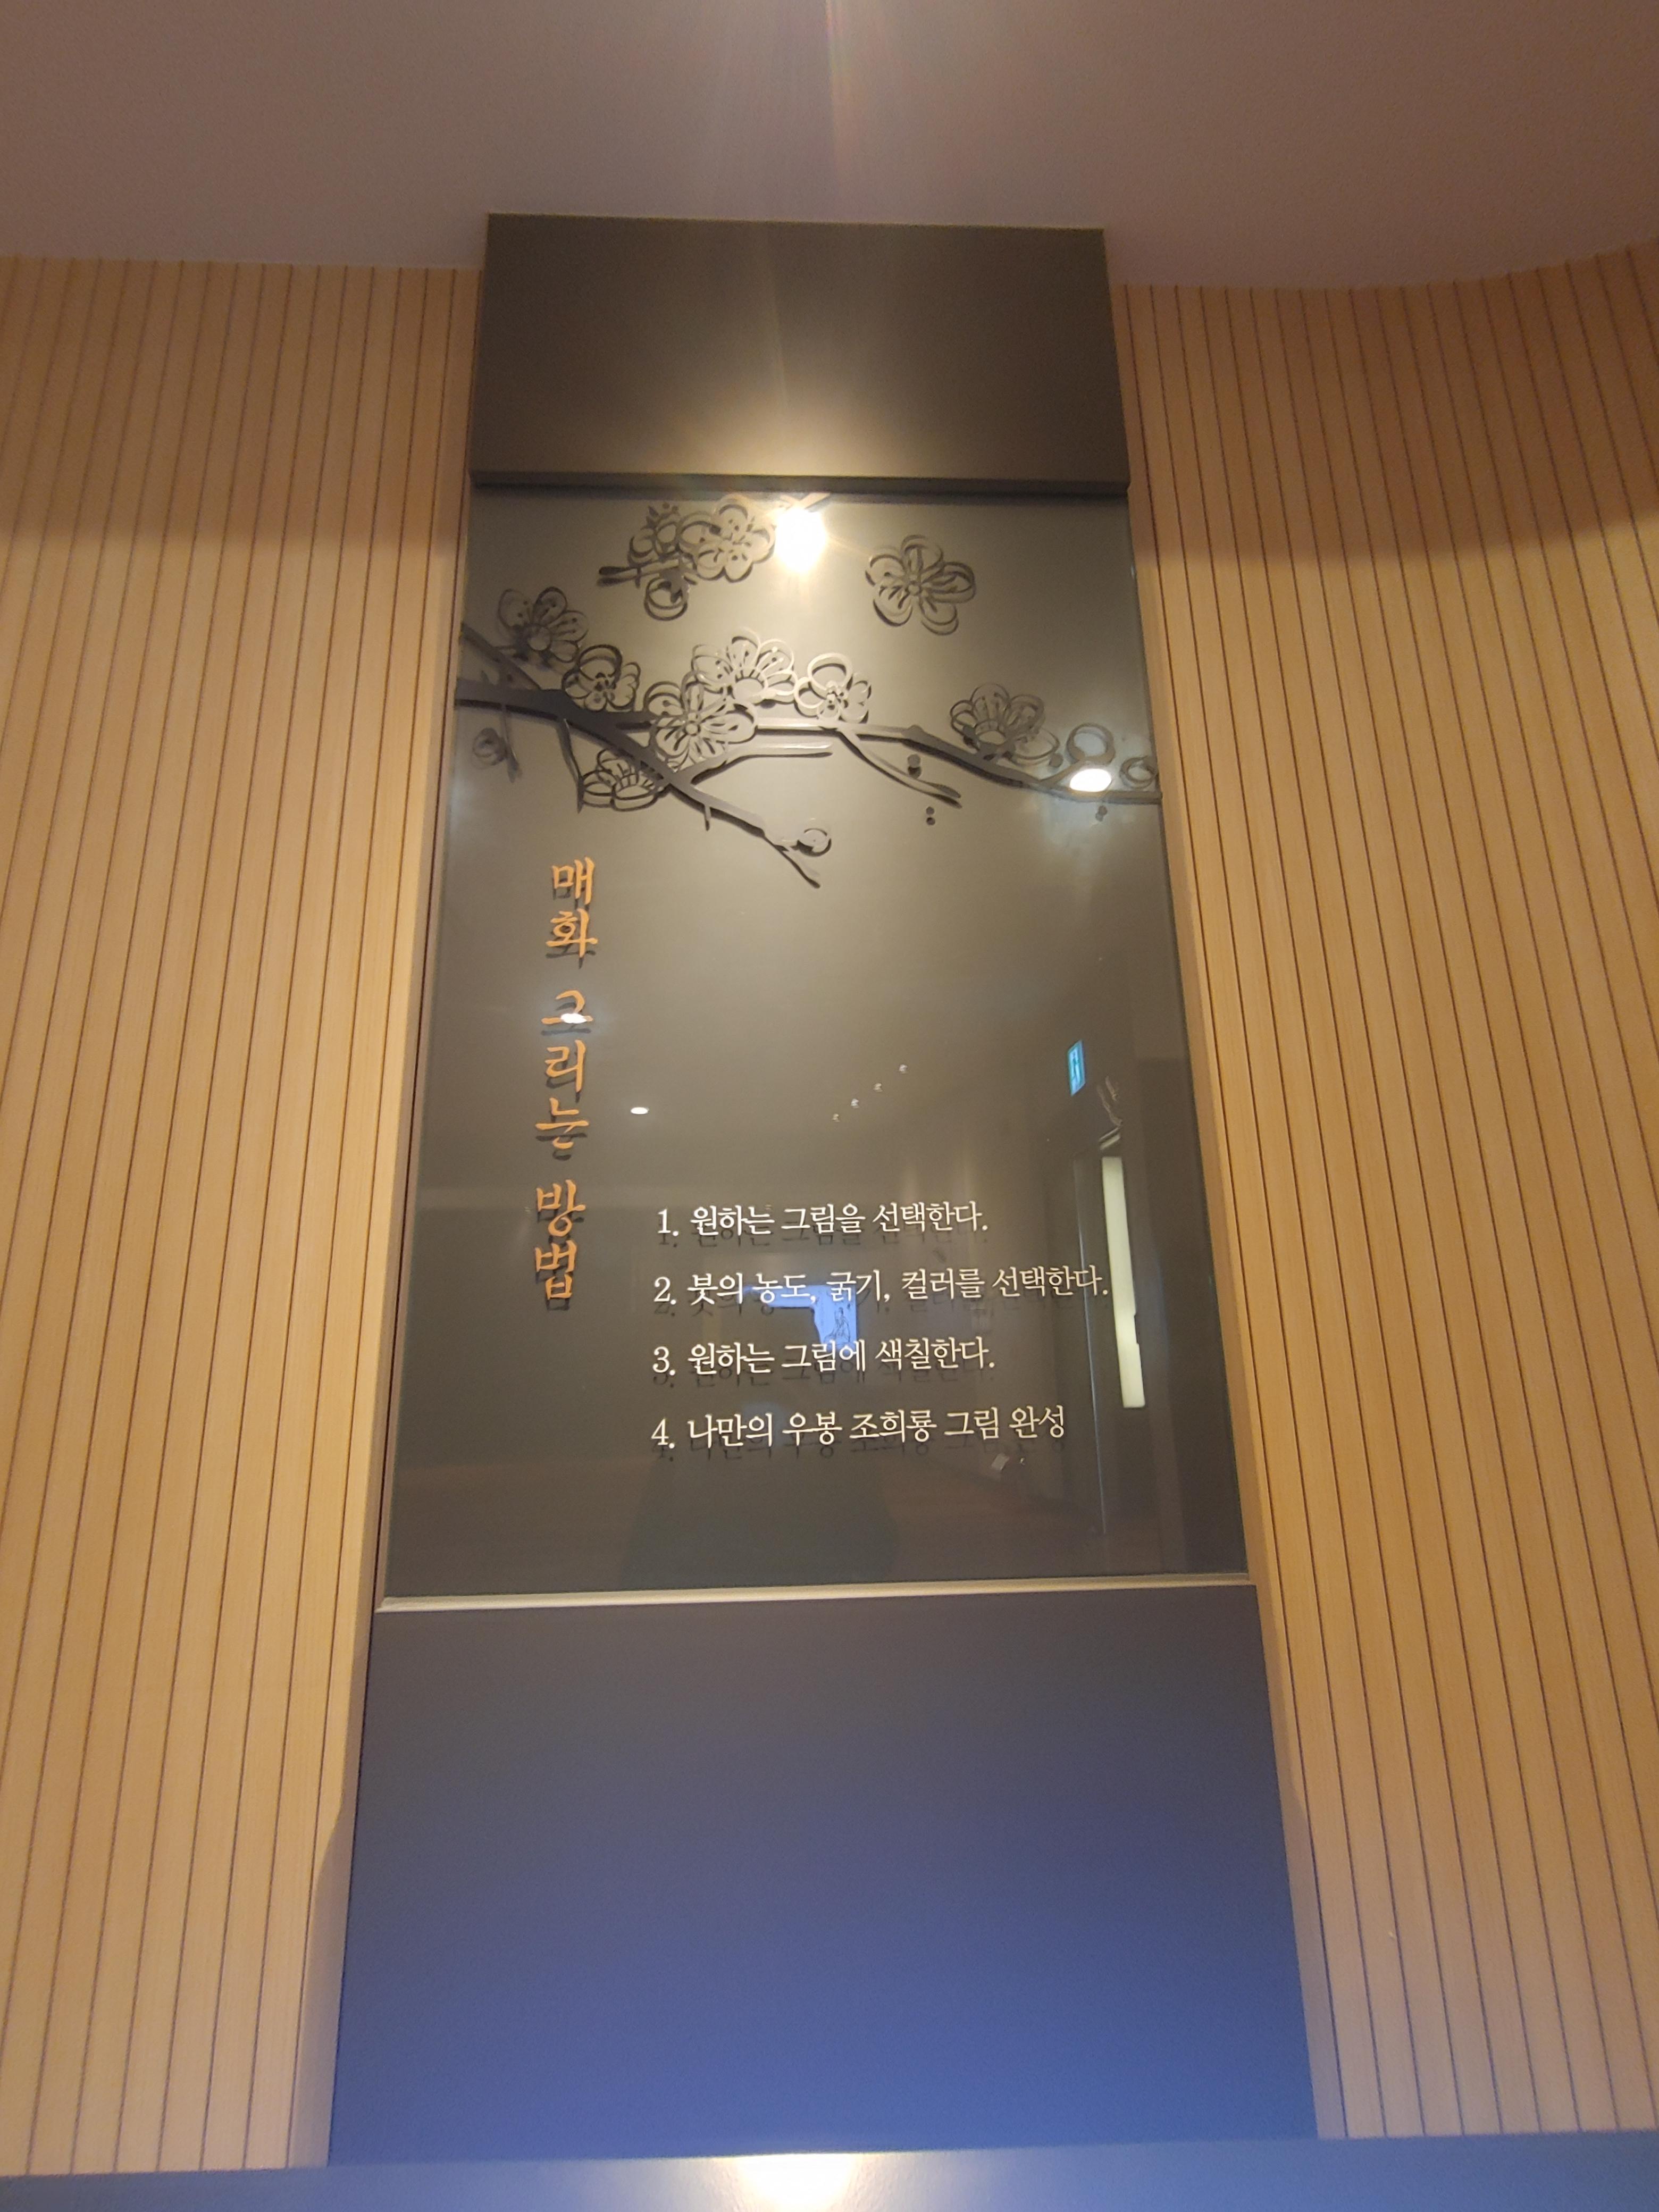 매화 그리는 방법
1. 원하는 그림을 선택한다.
2. 붓의 농도, 굵기, 컬러를 선택한다.
3. 원하는 그림에 색칠한다.
4. 나만의 우봉 조희룡 그림 완성